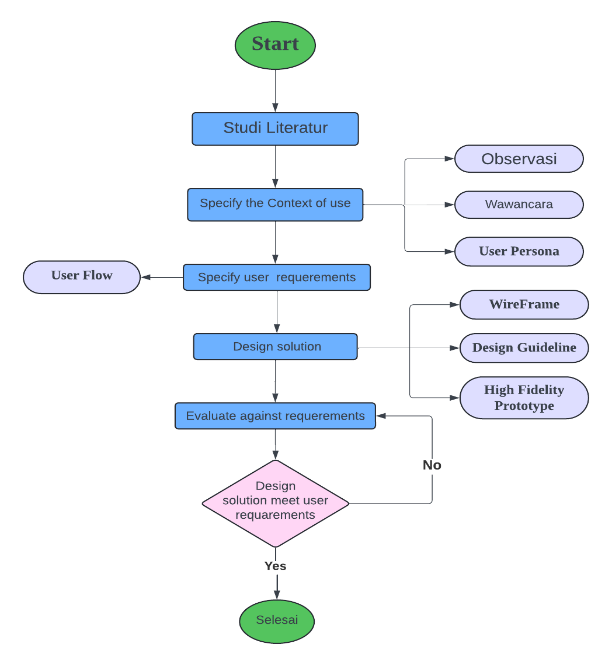 Start
Studi Literatur
Observasi
Specify the Context of use
Wawancara
User Persona
User Flow
Specify user requerements
WireFrame
Design solution
Design Guideline
High Fidelity
Prototype
Evaluate against requerements
No
Design
solution meet user
requarements
Yes
Selesai